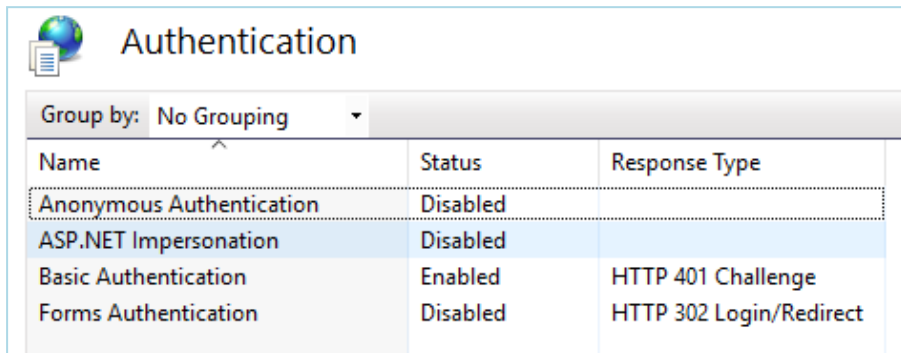 Authentication
Group by: No Grouping
Name Status Response Type
Anonymous Authentication Disabled
ASP.NET Impersonation Disabled
Basic Authentication Enabled HTTP 401 Challenge
Forms Authentication Disabled HTTP 302 Login/Redirect